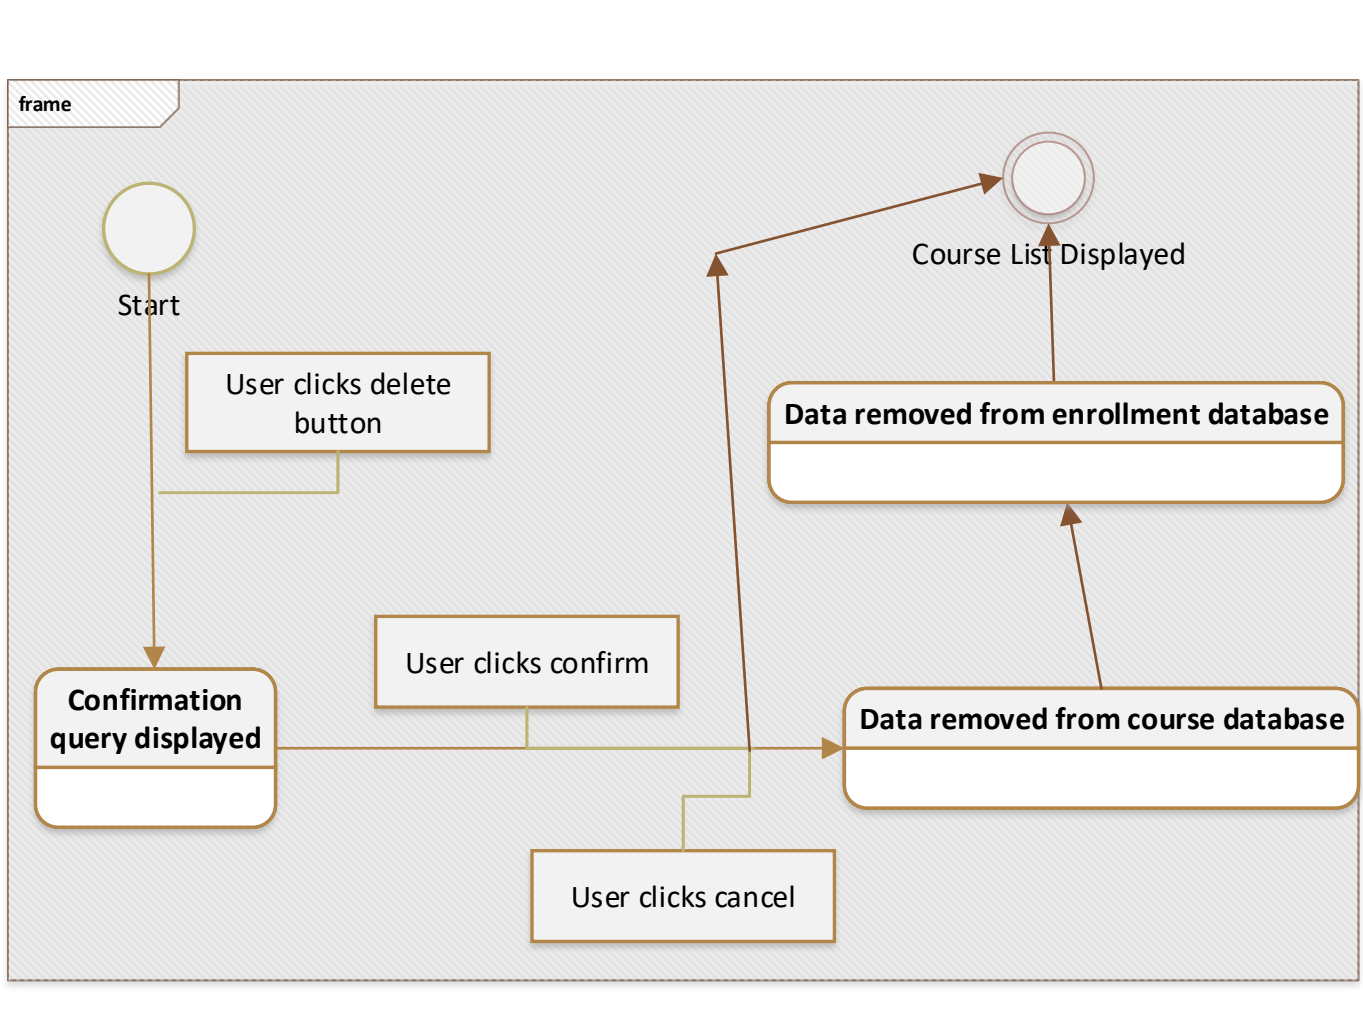 frame
Start
Course List Displayed
User clicks delete
button
Data removed from enrollment database
User clicks confirm
Confirmation
query displayed
Data removed from course database
User clicks cancel